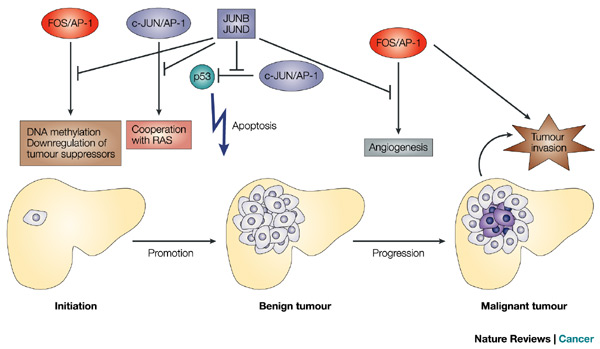 FOS/AP-1
c-JUN/AP-1
JUNB
JUND
FOS/AP-1
p53
c-JUN/AP-1
DNA methylation
Downregulation of
tumour suppressors
Cooperation
with RAS
Apoptosis
Angiogenesis
Tumour
invasion
Promotion
Progression
Initiation
Benign tumour
Malignant tumour
Nature Reviews | Cancer